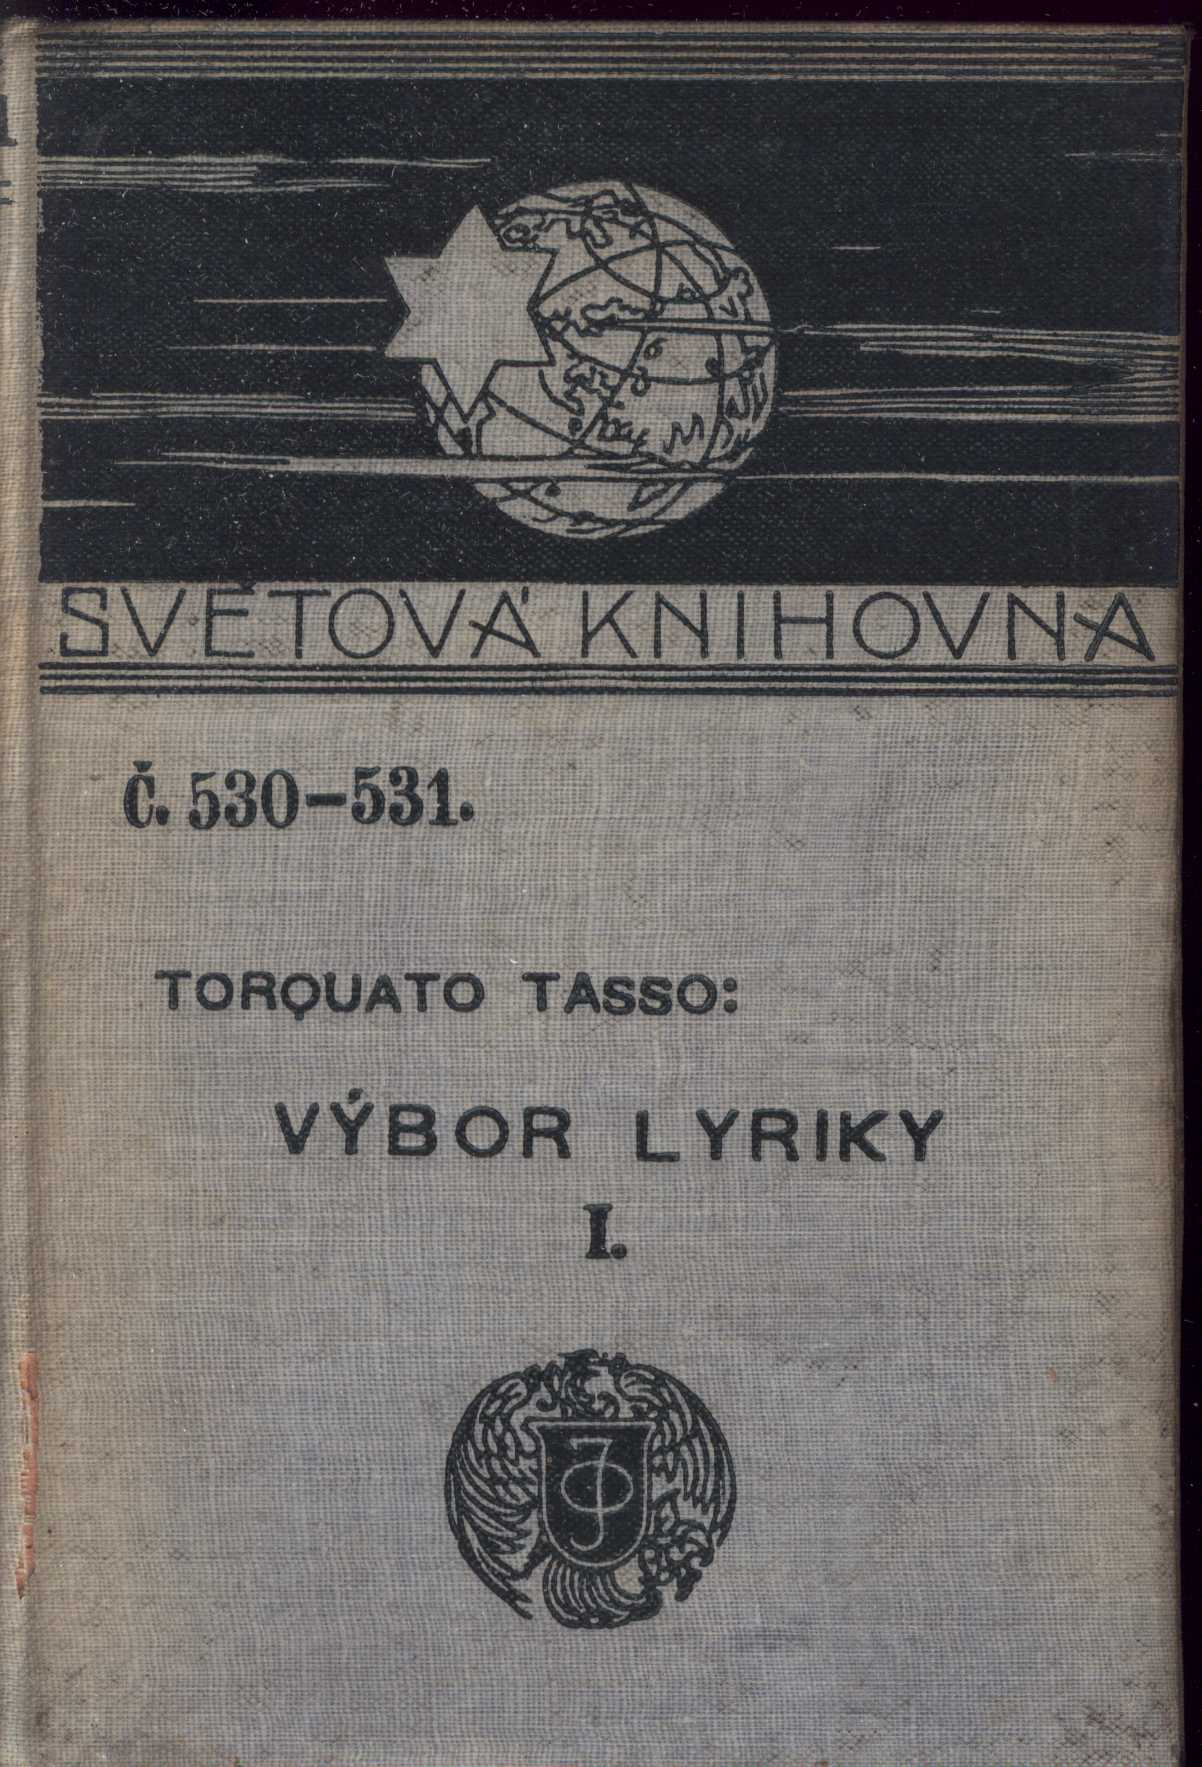 SVĚTOVÁ KNIHOVNA
Č. 530–531.
TORQUATO TASSO:
VÝBOR LYRIKY
I.